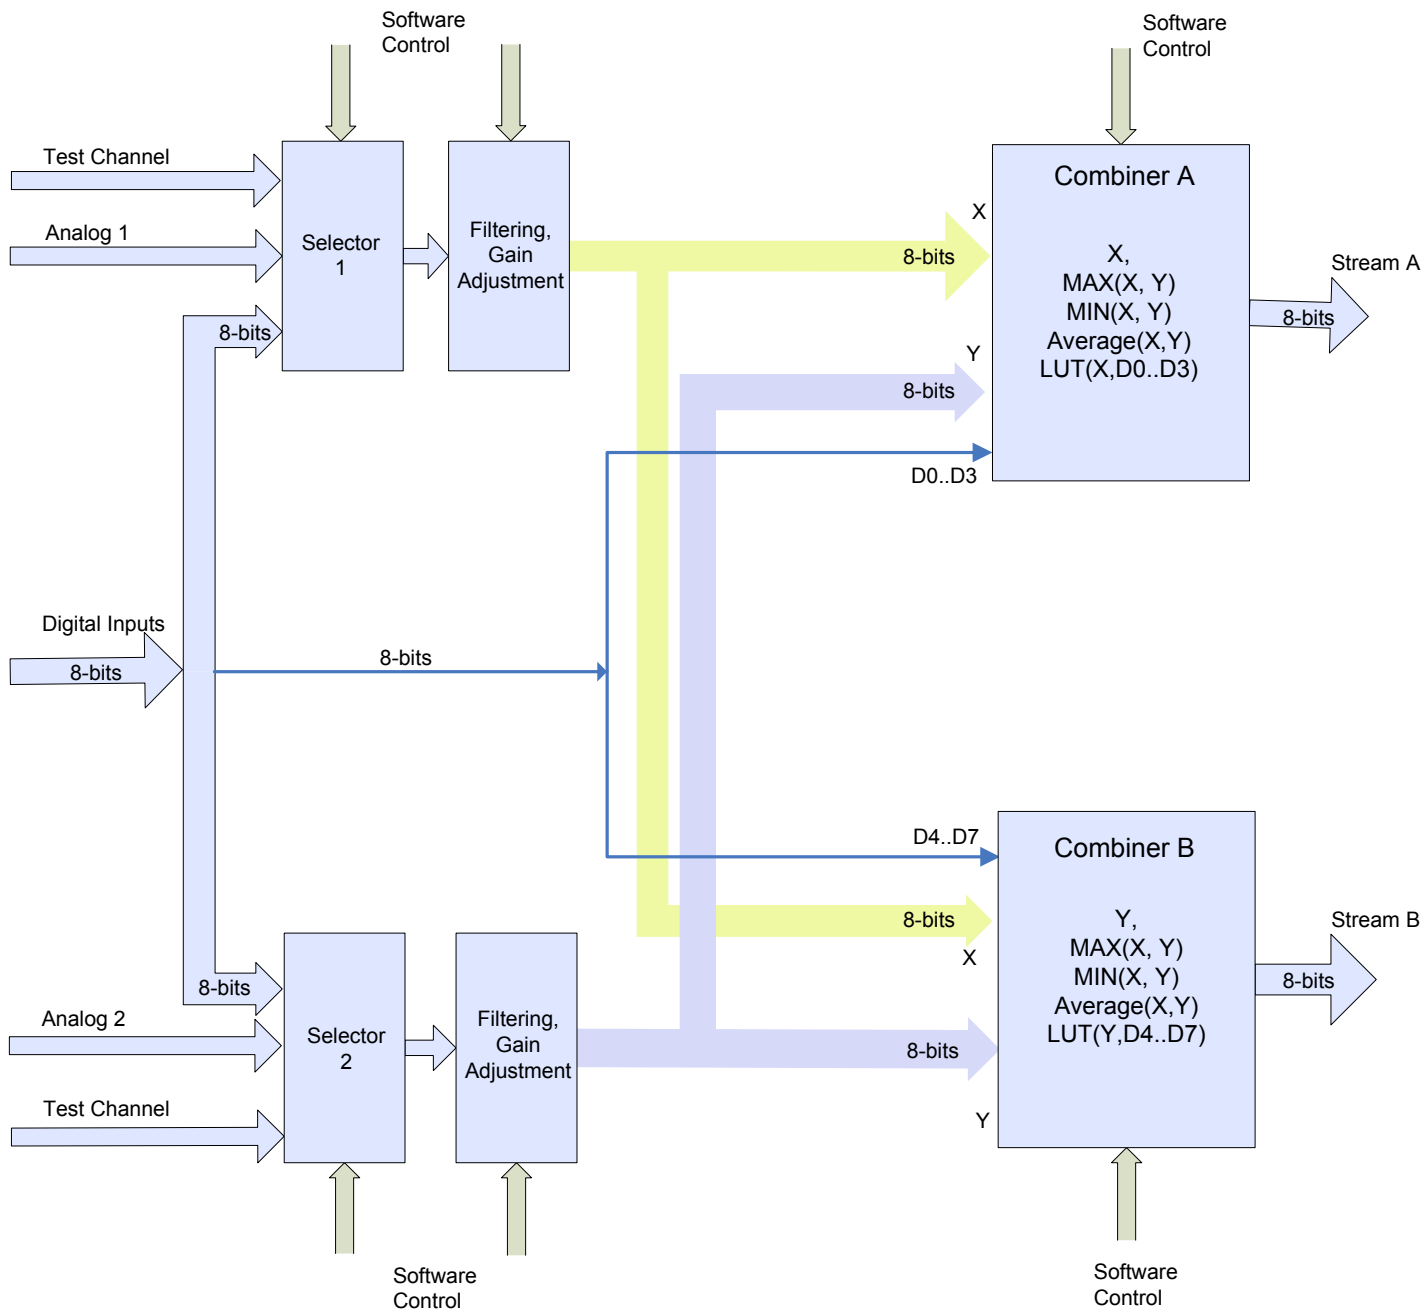 Software
Control
Software
Control
Test Channel
Analog 1
8-bits
Selector
1
Filtering,
Gain
Adjustment
X
8-bits
Y
8-bits
D0..D3
Combiner A
X,
MAX(X, Y)
MIN(X, Y)
Average(X,Y)
LUT(X,D0..D3)
Stream A
8-bits
Digital Inputs
8-bits
8-bits
D4..D7
8-bits
X
8-bits
Y
Combiner B
Y,
MAX(X, Y)
MIN(X, Y)
Average(X,Y)
LUT(Y,D4..D7)
Stream B
8-bits
8-bits
Analog 2
Test Channel
Selector
2
Filtering,
Gain
Adjustment
Software
Control
Software
Control